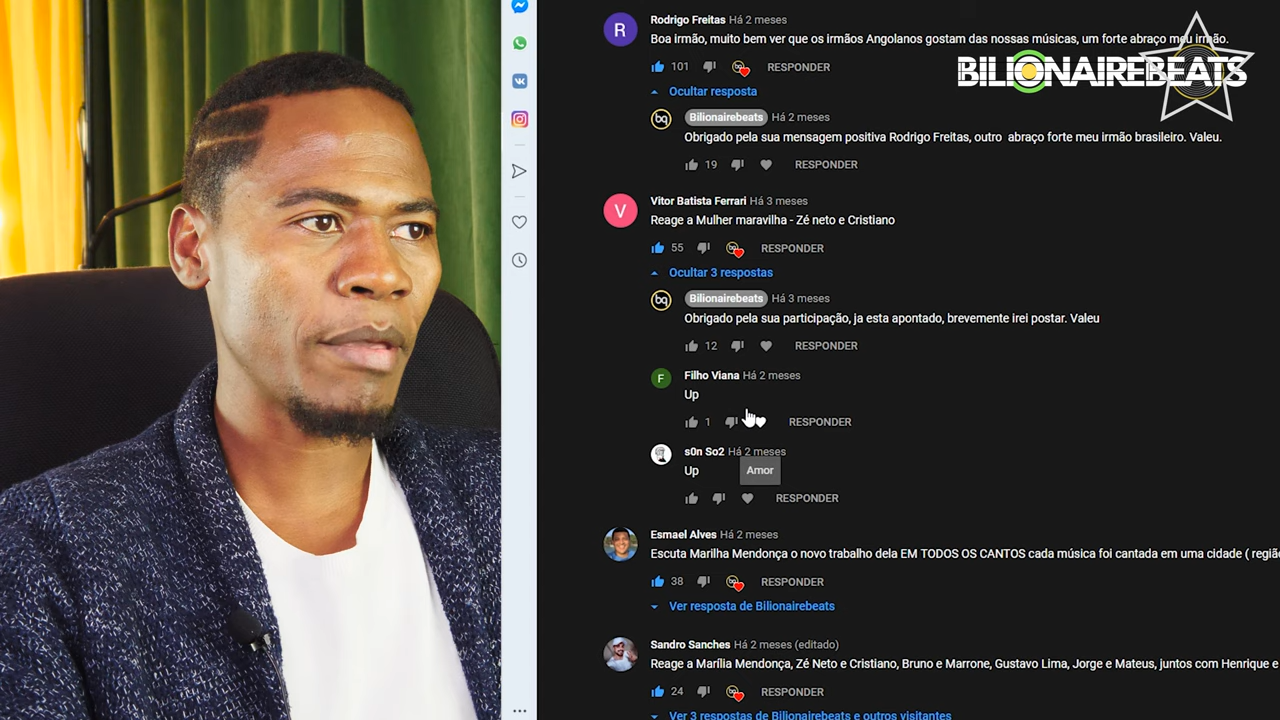 Rodrigo Freitas Há 2 meses
Boa irmão, muito bem ver que os irmãos Angolanos gostam das nossas músicas, um forte abraço meu irmão.
BILIONAIREBEATS
101 RESPONDER
Ocultar resposta
bq Bilionairebeats Há 2 meses
Obrigado pela sua mensagem positiva Rodrigo Freitas, outro abraço forte meu irmão brasileiro. Valeu.
19 RESPONDER
R
V
Vitor Batista Ferrari Há 3 meses
Reage a Mulher maravilha - Zé neto e Cristiano
55 RESPONDER
Ocultar 3 respostas
bq Bilionairebeats Há 3 meses
Obrigado pela sua participação, ja esta apontado, brevemente irei postar. Valeu
12 RESPONDER
F Filho Viana Há 2 meses
Up
1 RESPONDER
s0n So2 Há 2 meses
Up Amor
RESPONDER
Esmael Alves Há 2 meses
Escuta Marilha Mendonça o novo trabalho dela EM TODOS OS CANTOS cada música foi cantada em uma cidade ( região
38 RESPONDER
Ver resposta de Bilionairebeats
Sandro Sanches Há 2 meses (editado)
Reage a Marília Mendonça, Zé Neto e Cristiano, Bruno e Marrone, Gustavo Lima, Jorge e Mateus, juntos com Henrique e
24 RESPONDER
Ver 3 respostas de Bilionairebeats e outros visitantes